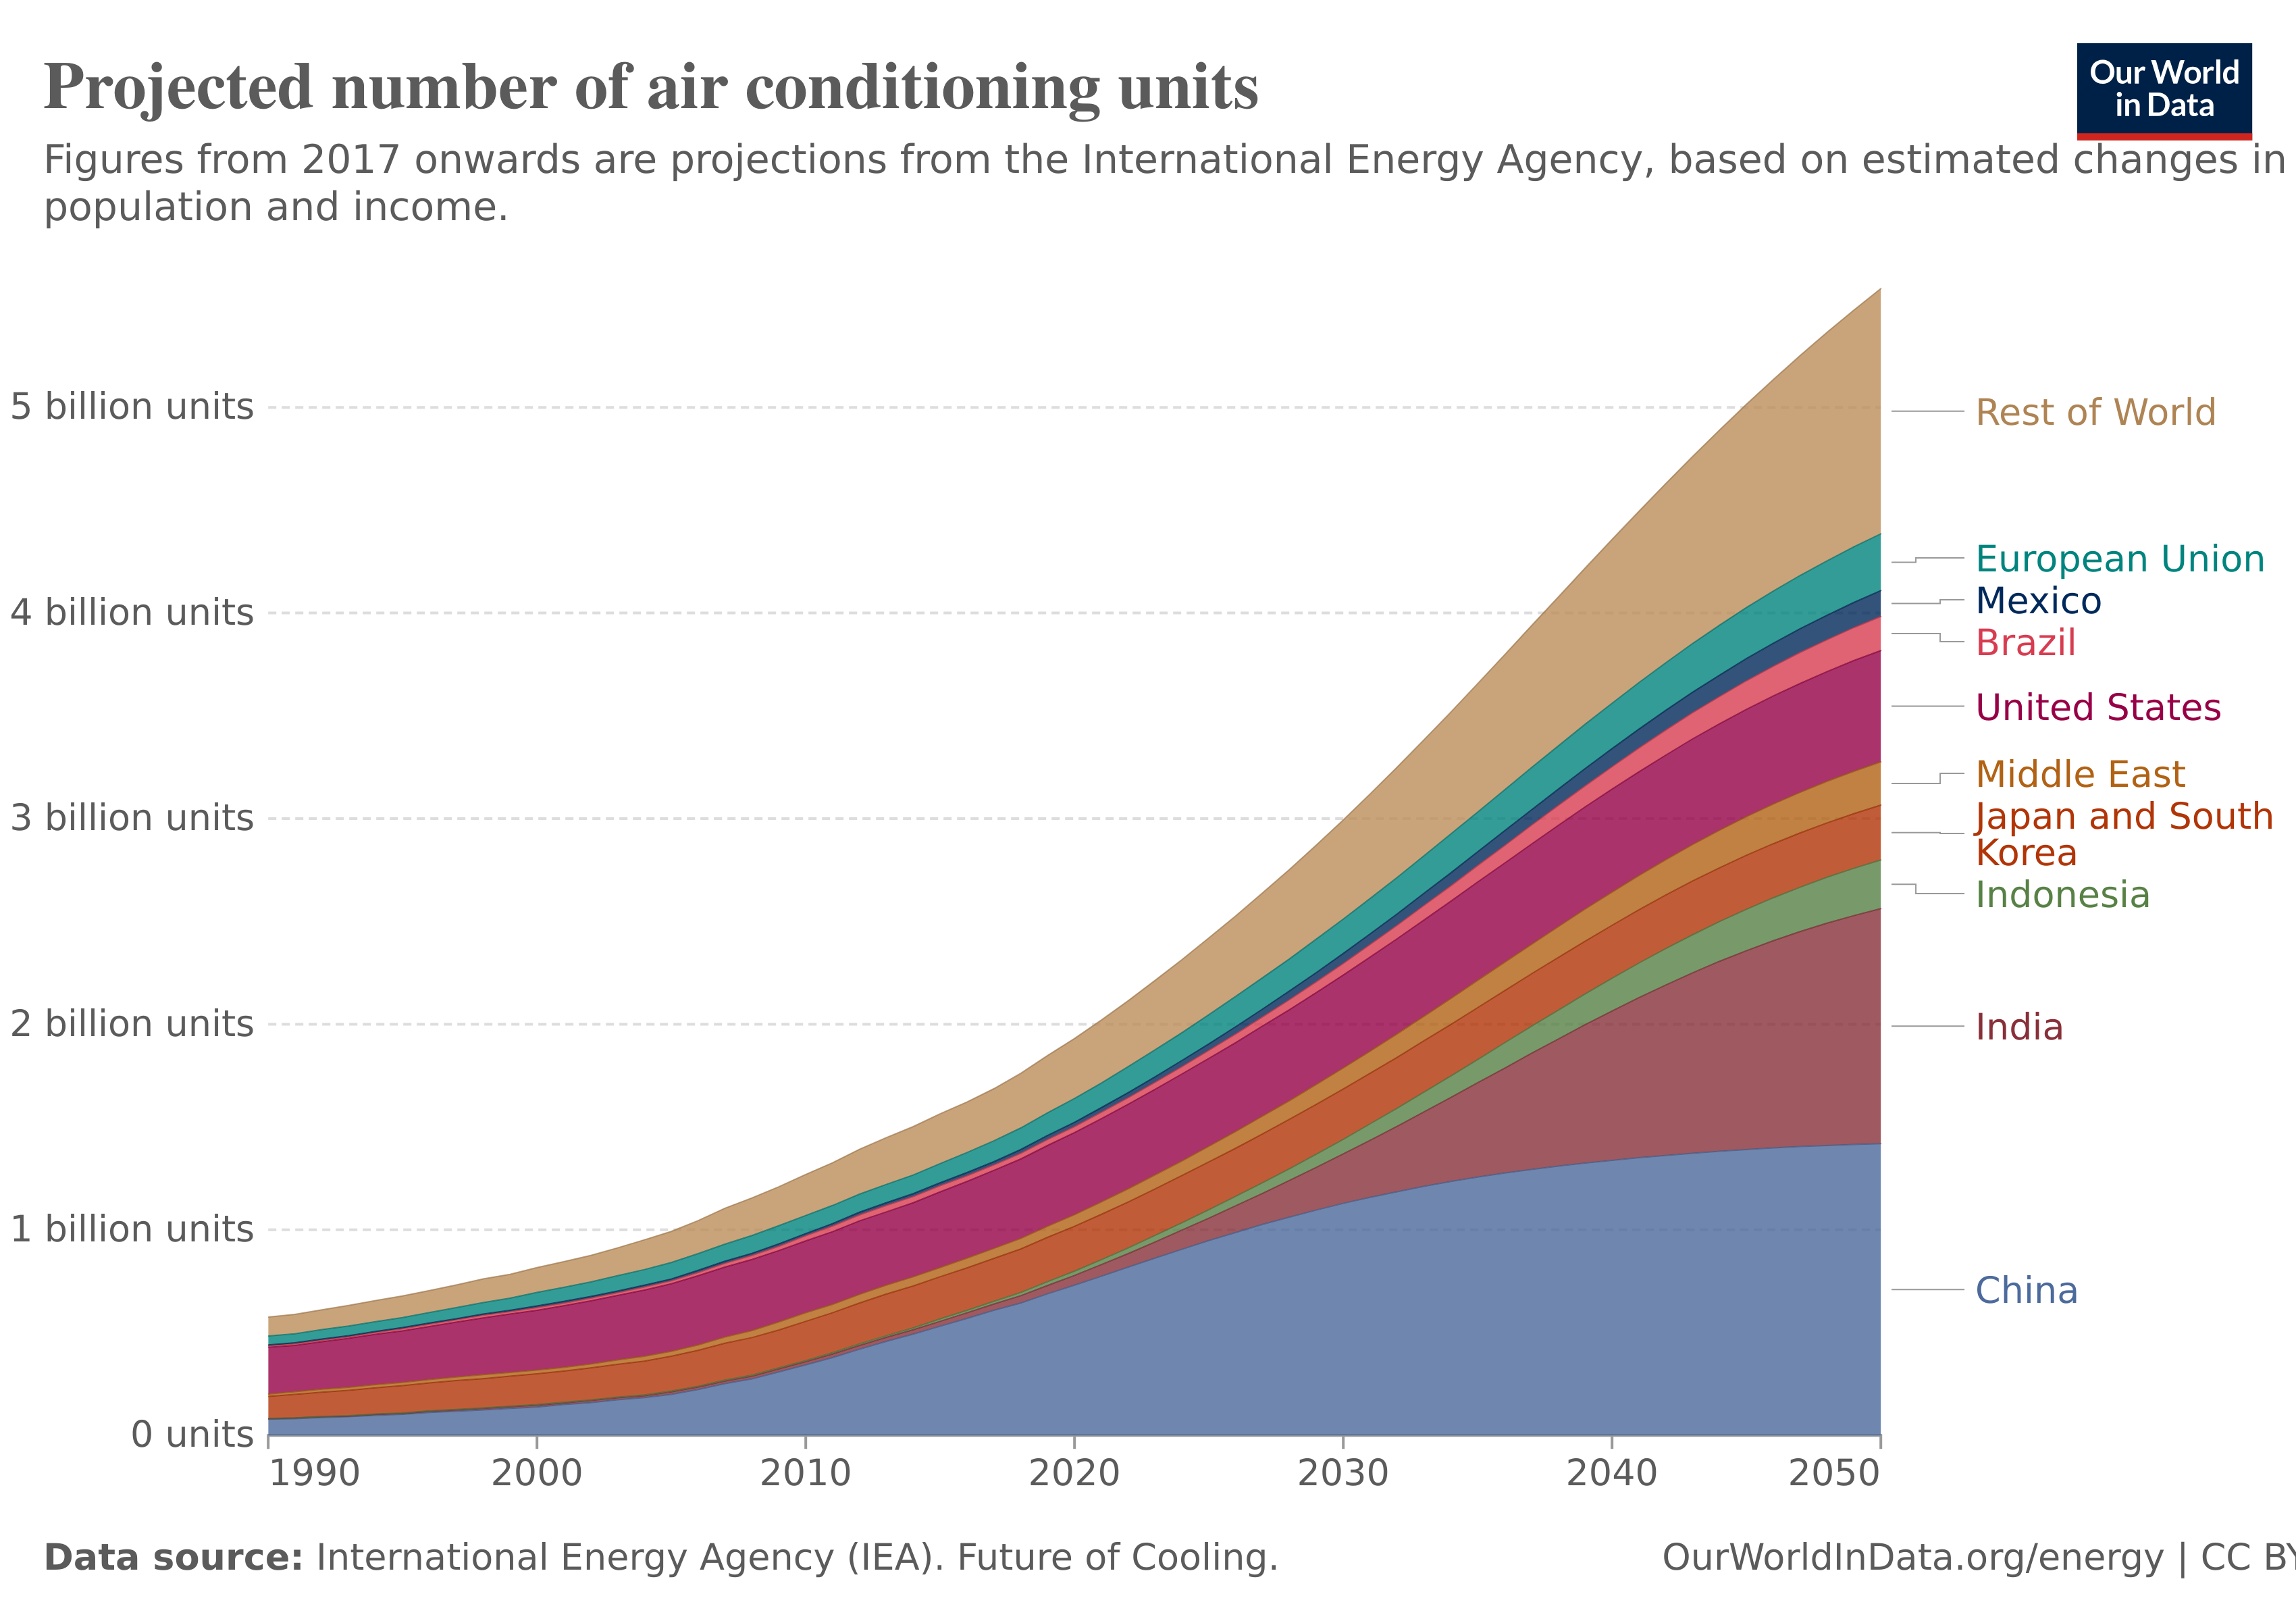 Projected number of air conditioning units
Our World
in Data
Figures from 2017 onwards are projections from the International Energy Agency, based on estimated changes in
population and income.
5 billion units
4 billion units
3 billion units
2 billion units
1 billion units
0 units
Rest of World
European Union
Mexico
Brazil
United States
Middle East
Japan and South
Korea
Indonesia
India
China
1990 2000 2010 2020 2030 2040 2050
Data source: International Energy Agency (IEA). Future of Cooling.
OurWorldInData.org/energy | CC BY